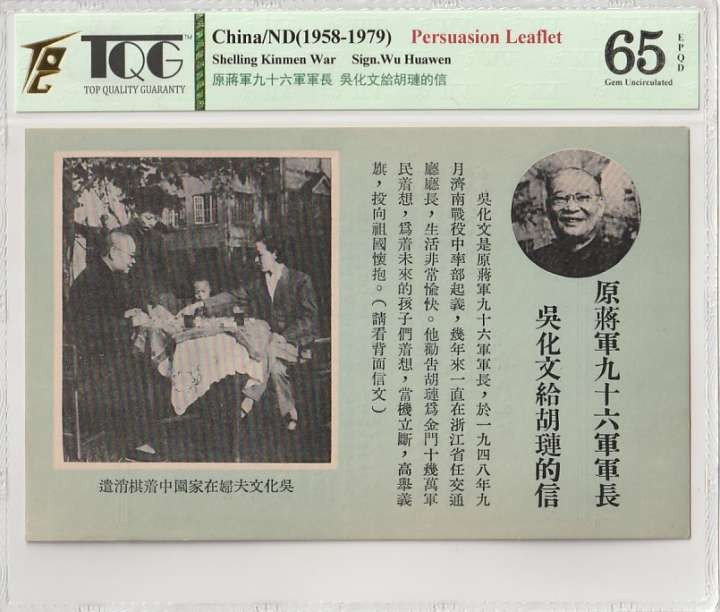 TQG™
TOP QUALITY GUARANTY
China/ND(1958-1979) Persuasion Leaflet
Shelling Kinmen War Sign.Wu Huawen
原蔣軍九十六軍軍長 吳化文給胡璉的信
65
EPQD
Gem Uncirculated
原蔣軍九十六軍軍長
吳化文給胡璉的信
吳化文是原蔣軍九十六軍軍長，於一九四八年九
月濟南戰役中率部起義，幾年來一直在浙江省任交通
廳廳長，生活非常愉快。他勸告胡璉爲金門十幾萬軍
民着想，爲着未來的孩子們着想，當機立斷，高舉義
旗，投向祖國懷抱。（請看背面信文）
吳化文夫婦在家園中着棋消遣